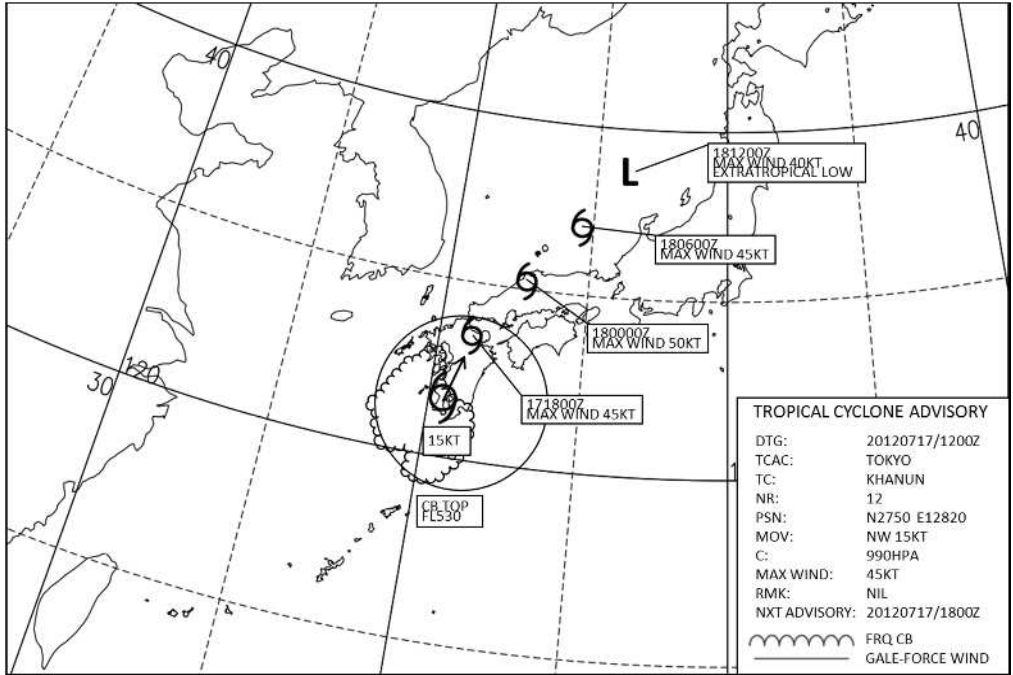 40
40
L
181200Z
MAX WIND 40KT
EXTRATROPICAL LOW
180600Z
MAX WIND 45KT
180000Z
MAX WIND 50KT
171800Z
MAX WIND 45KT
30
120
15KT
CB TOP
FL530
TROPICAL CYCLONE ADVISORY
DTG: 20120717/1200Z
TCAC: TOKYO
TC: KHANUN
NR: 12
PSN: N2750 E12820
MOV: NW 15KT
C: 990HPA
MAX WIND: 45KT
RMK: NIL
NXT ADVISORY: 20120717/1800Z
FRQ CB
GALE-FORCE WIND